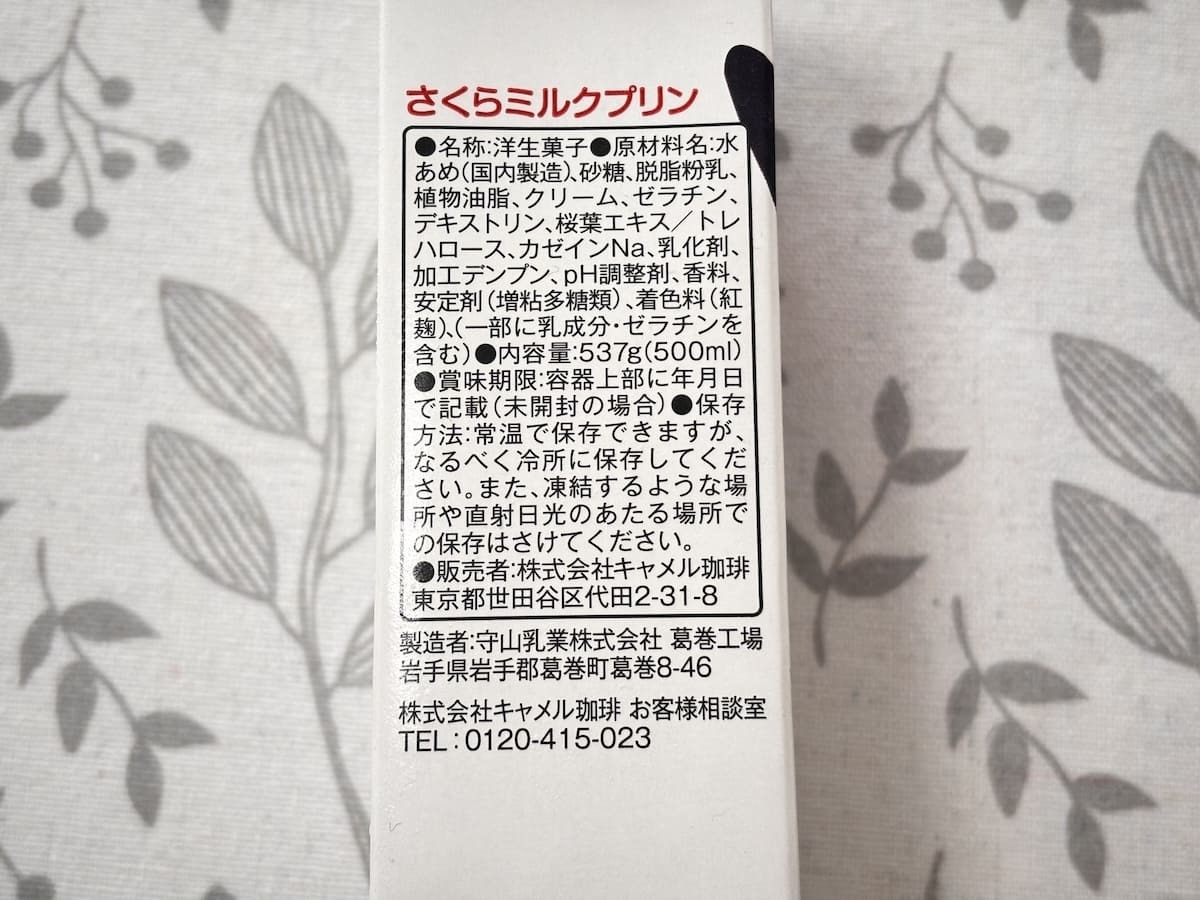 さくらミルクプリン
●名称:洋生菓子●原材料名:水
あめ(国内製造)、砂糖、脱脂粉乳、
植物油脂、クリーム、ゼラチン、
デキストリン、桜葉エキス／トレ
ハロース、カゼインNa、乳化剤、
加工デンプン、pH調整剤、香料、
安定剤(増粘多糖類)、着色料(紅
麹)、(一部に乳成分・ゼラチンを
含む)●内容量:537g(500ml)
●賞味期限:容器上部に年月日
で記載(未開封の場合)●保存
方法:常温で保存できますが、
なるべく冷所に保存してくだ
さい。また、凍結するような場
所や直射日光のあたる場所で
の保存はさけてください。
●販売者:株式会社キャメル珈琲
東京都世田谷区代田2-31-8
製造者:守山乳業株式会社 葛巻工場
岩手県岩手郡葛巻町葛巻8-46
株式会社キャメル珈琲 お客様相談室
TEL:0120-415-023